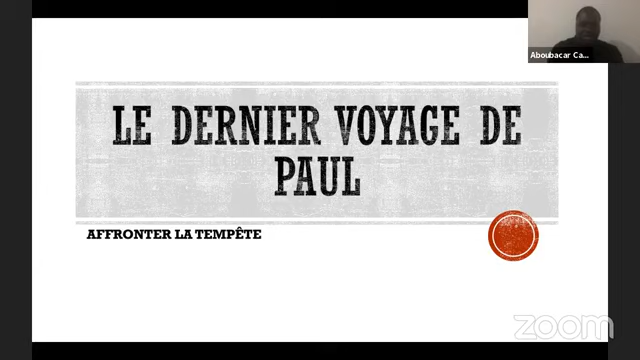 Aboubacar Ca...
LE DERNIER VOYAGE DE
PAUL
AFFRONTER LA TEMPÊTE
zoom